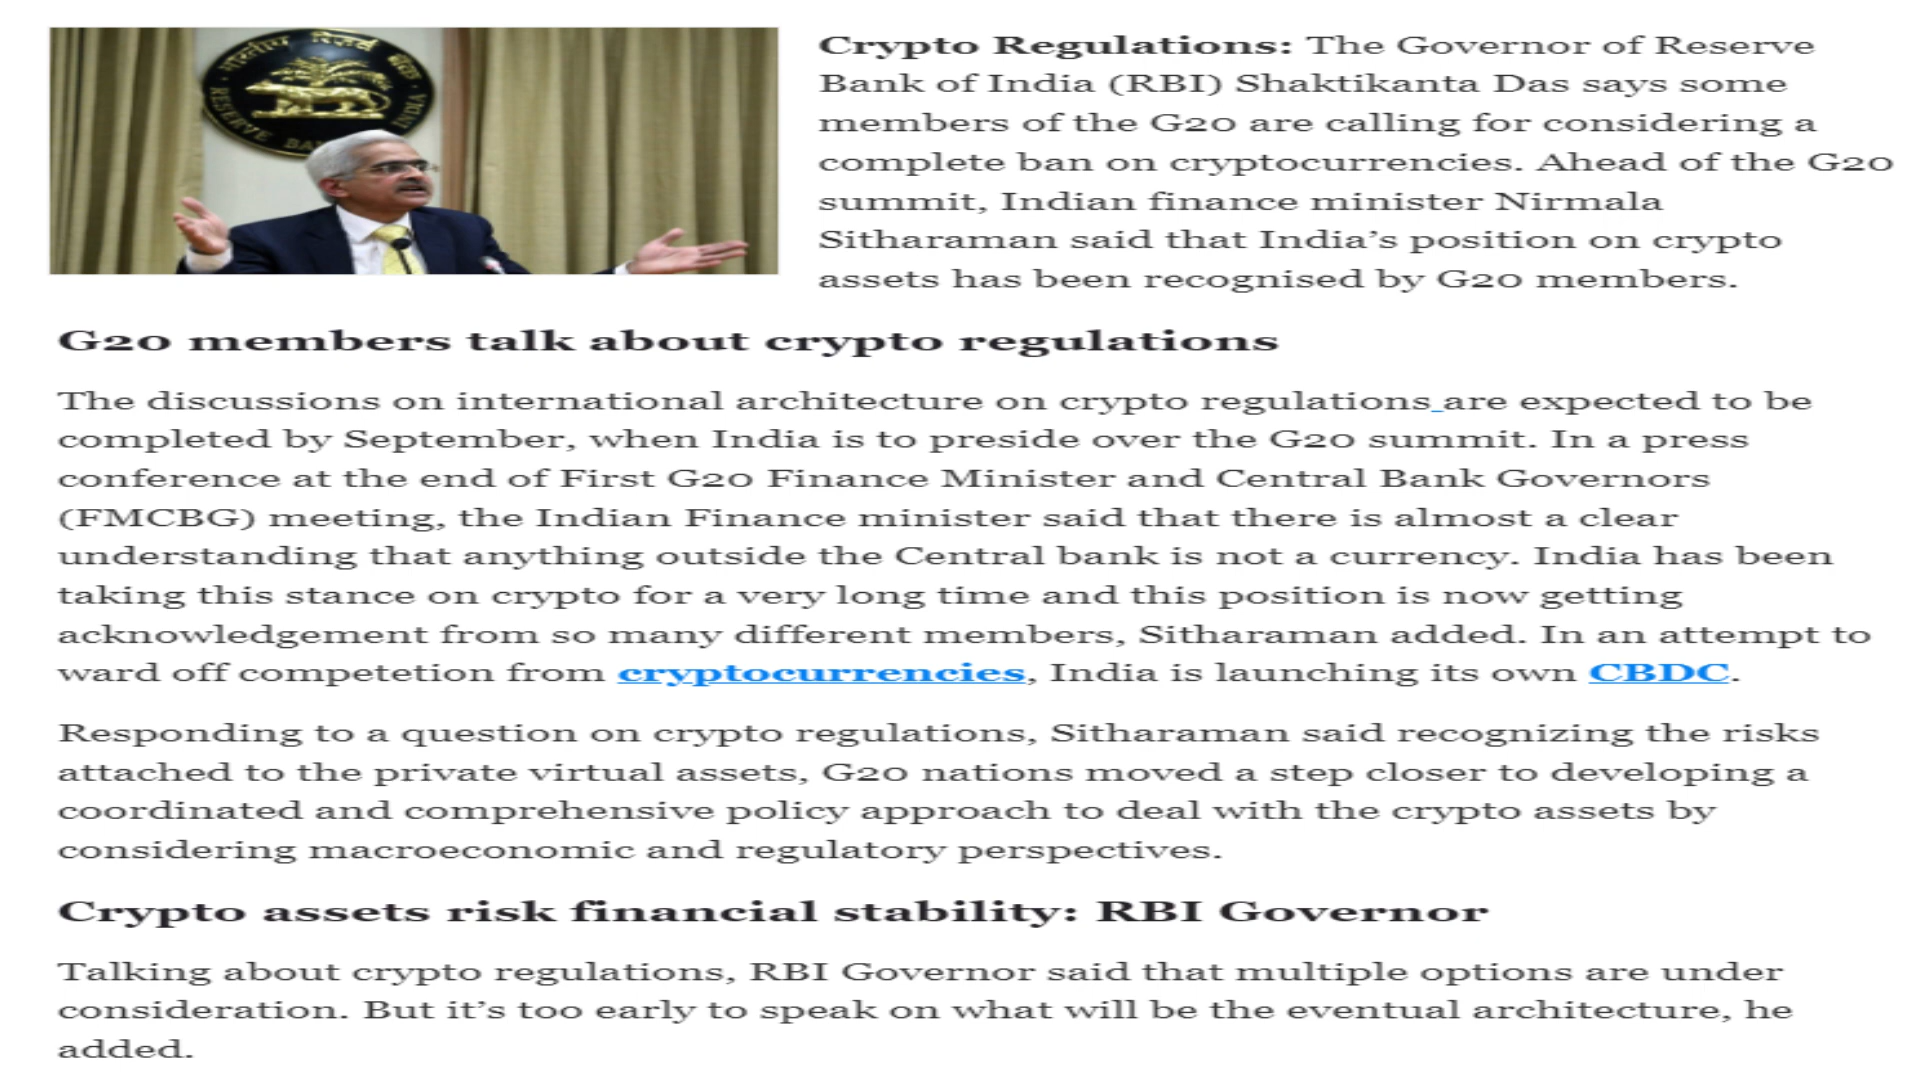 भारतीय रिज़र्व बैंक
RESERVE BA
INDIA
Crypto Regulations: The Governor of Reserve
Bank of India (RBI) Shaktikanta Das says some
members of the G20 are calling for considering a
complete ban on cryptocurrencies. Ahead of the G20
summit, Indian finance minister Nirmala
Sitharaman said that India’s position on crypto
assets has been recognised by G20 members.
G20 members talk about crypto regulations
The discussions on international architecture on crypto regulations are expected to be
completed by September, when India is to preside over the G20 summit. In a press
conference at the end of First G20 Finance Minister and Central Bank Governors
(FMCBG) meeting, the Indian Finance minister said that there is almost a clear
understanding that anything outside the Central bank is not a currency. India has been
taking this stance on crypto for a very long time and this position is now getting
acknowledgement from so many different members, Sitharaman added. In an attempt to
ward off competetion from cryptocurrencies, India is launching its own CBDC.
Responding to a question on crypto regulations, Sitharaman said recognizing the risks
attached to the private virtual assets, G20 nations moved a step closer to developing a
coordinated and comprehensive policy approach to deal with the crypto assets by
considering macroeconomic and regulatory perspectives.
Crypto assets risk financial stability: RBI Governor
Talking about crypto regulations, RBI Governor said that multiple options are under
consideration. But it’s too early to speak on what will be the eventual architecture, he
added.